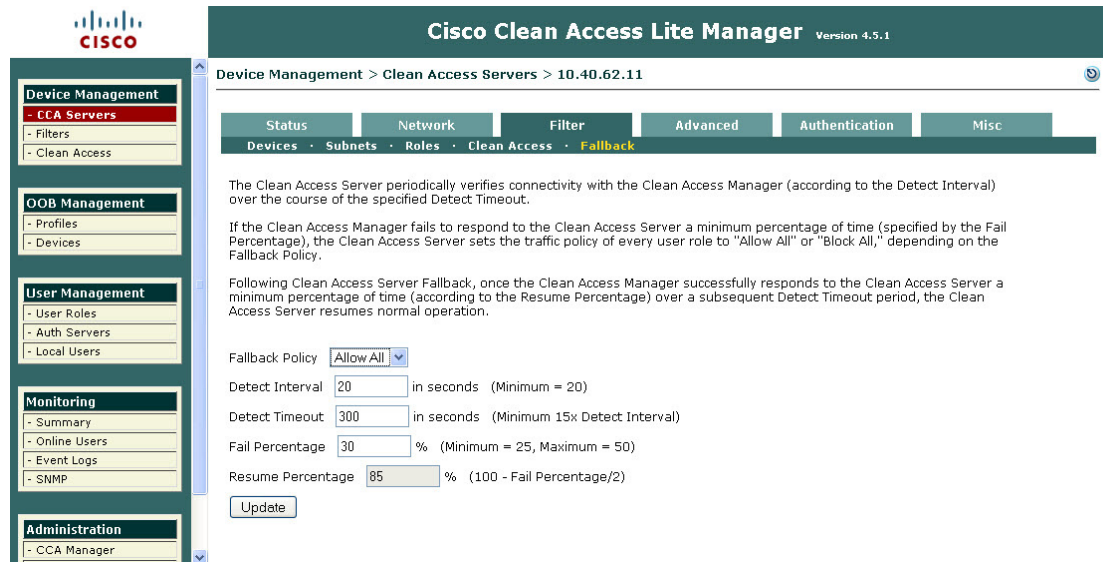 CISCO
Cisco Clean Access Lite Manager Version 4.5.1
Device Management
- CCA Servers
- Filters
- Clean Access
OOB Management
- Profiles
- Devices
User Management
- User Roles
- Auth Servers
- Local Users
Monitoring
- Summary
- Online Users
- Event Logs
- SNMP
Administration
- CCA Manager
Device Management > Clean Access Servers > 10.40.62.11
Status Network Filter Advanced Authentication Misc
Devices · Subnets · Roles · Clean Access · Fallback
The Clean Access Server periodically verifies connectivity with the Clean Access Manager (according to the Detect Interval)
over the course of the specified Detect Timeout.
If the Clean Access Manager fails to respond to the Clean Access Server a minimum percentage of time (specified by the Fail
Percentage), the Clean Access Server sets the traffic policy of every user role to "Allow All" or "Block All," depending on the
Fallback Policy.
Following Clean Access Server Fallback, once the Clean Access Manager successfully responds to the Clean Access Server a
minimum percentage of time (according to the Resume Percentage) over a subsequent Detect Timeout period, the Clean
Access Server resumes normal operation.
Fallback Policy Allow All
Detect Interval 20 in seconds (Minimum = 20)
Detect Timeout 300 in seconds (Minimum 15x Detect Interval)
Fail Percentage 30 % (Minimum = 25, Maximum = 50)
Resume Percentage 85 % (100 - Fail Percentage/2)
Update